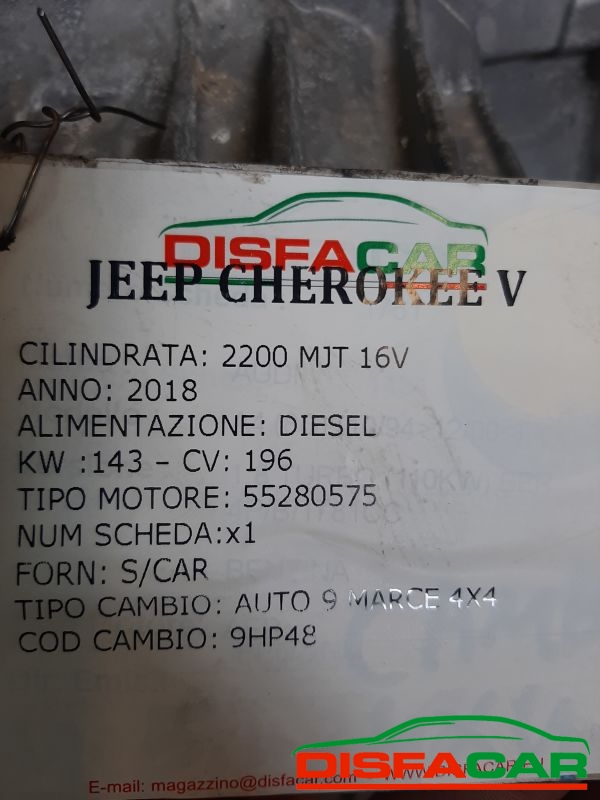 DISFACAR
JEEP CHEROKEE V
CILINDRATA: 2200 MJT 16V
ANNO: 2018
ALIMENTAZIONE: DIESEL
KW :143 – CV: 196
TIPO MOTORE: 55280575
NUM SCHEDA:x1
FORN: S/CAR
TIPO CAMBIO: AUTO 9 MARCE 4X4
COD CAMBIO: 9HP48
DISFACAR
E-mail: magazzino@disfacar.com